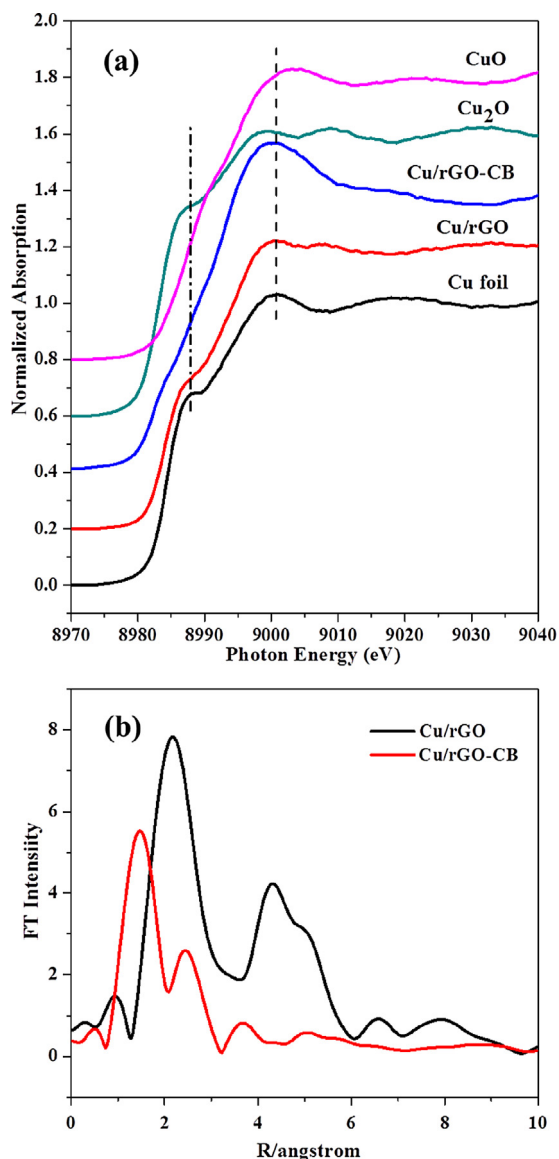 (a)
CuO
Cu2O
Cu/rGO-CB
Cu/rGO
Cu foil
Normalized Absorption
2.0
1.8
1.6
1.4
1.2
1.0
0.8
0.6
0.4
0.2
0.0
8970 8980 8990 9000 9010 9020 9030 9040
Photon Energy (eV)
(b)
Cu/rGO
Cu/rGO-CB
FT Intensiity
8
6
4
2
0
0 2 4 6 8 10
R/angstrom